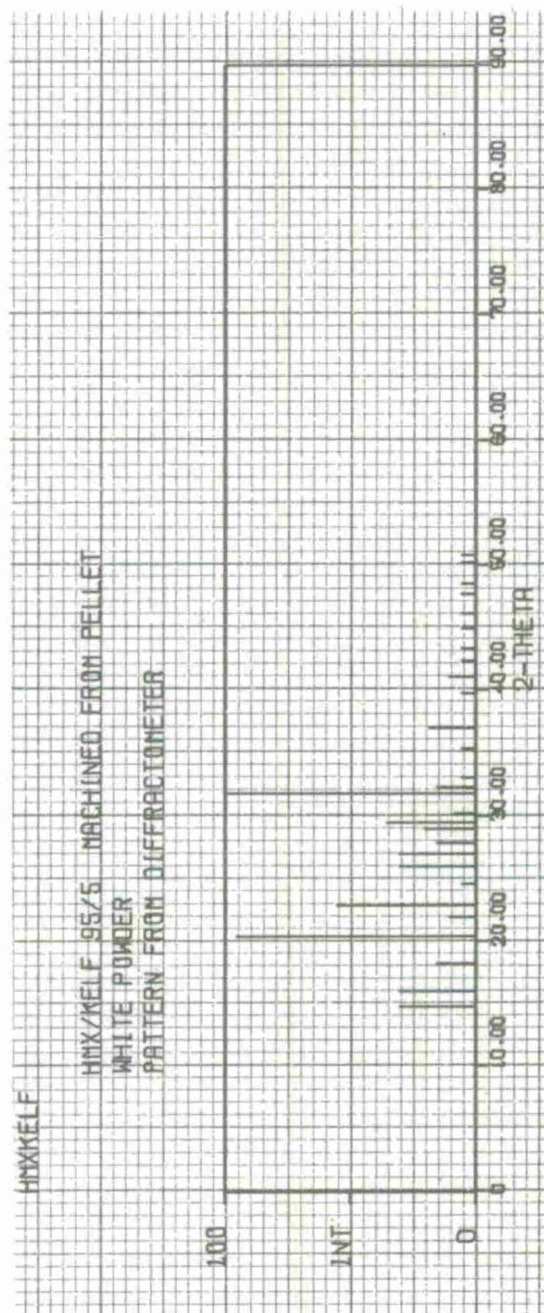 HMXKELF
HMX/KELF 95/5 MACHINED FROM PELLET
WHITE POWDER
PATTERN FROM DIFFRACTOMETER
100
INT
0
0 10.00 20.00 30.00 40.00 50.00 60.00 70.00 80.00 90.00
2-THETA